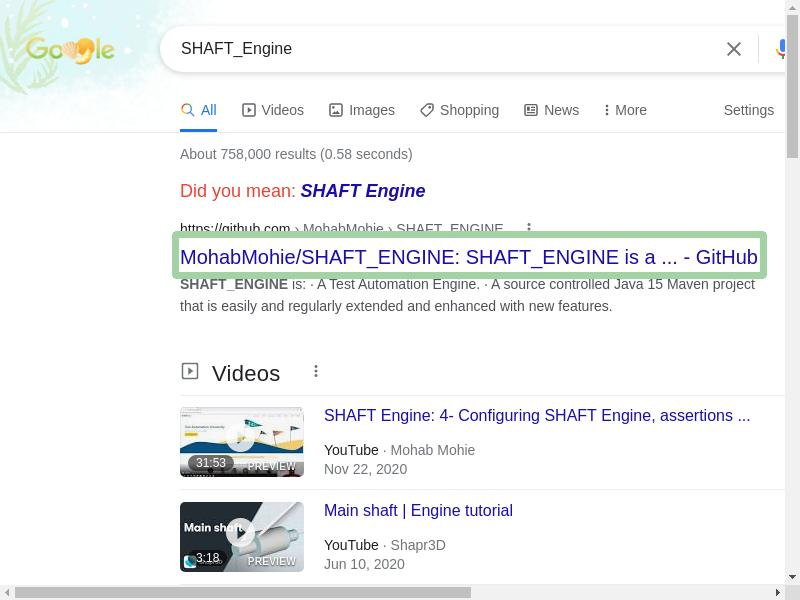 Google
SHAFT_Engine
All Videos Images Shopping News More Settings
About 758,000 results (0.58 seconds)
Did you mean: SHAFT Engine
https://github.com › MohabMohie › SHAFT_ENGINE
MohabMohie/SHAFT_ENGINE: SHAFT_ENGINE is a ... - GitHub
SHAFT_ENGINE is: · A Test Automation Engine. · A source controlled Java 15 Maven project
that is easily and regularly extended and enhanced with new features.
Videos
SHAFT Engine: 4- Configuring SHAFT Engine, assertions ...
31:53 PREVIEW
YouTube · Mohab Mohie
Nov 22, 2020
Main shaft | Engine tutorial
Main shaft
3:18 PREVIEW
YouTube · Shapr3D
Jun 10, 2020